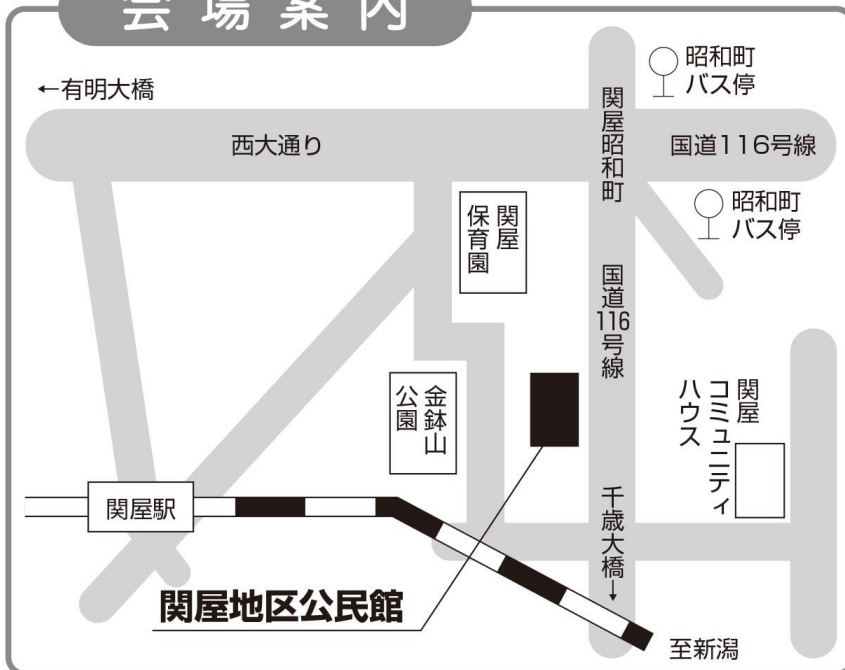 会場案内
←有明大橋
西大通り
関屋昭和町
国道116号線
昭和町
バス停
昭和町
バス停
関屋
保育園
国道116号線
金鉢山
公園
関屋
コミュニティ
ハウス
関屋駅
千歳大橋→
関屋地区公民館
至新潟